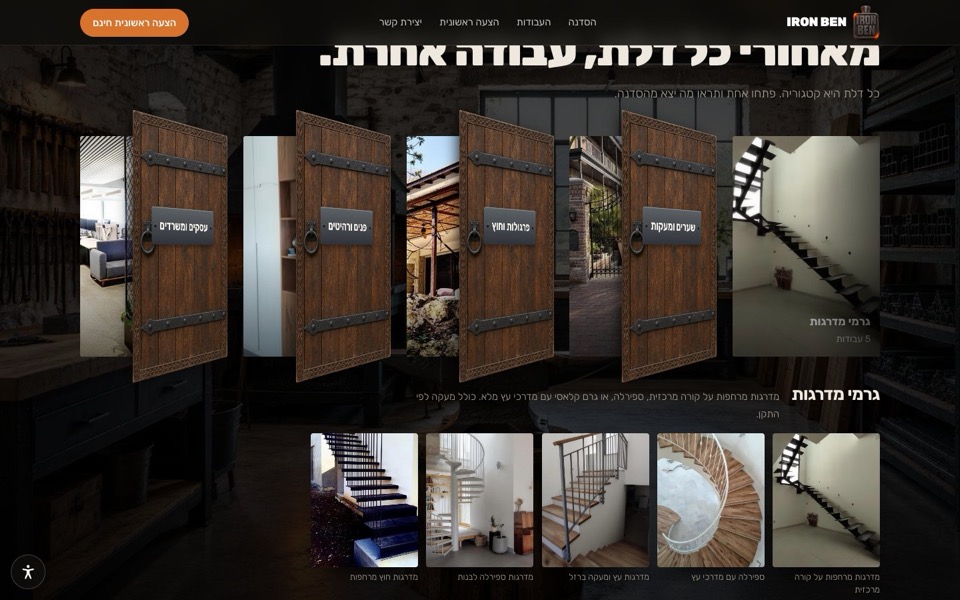 IRON BEN
IRON BEN
הסדנה
העבודות
הצעה ראשונית
יצירת קשר
הצעה ראשונית חינם
מאחורי כל דלת, עבודה אחרת.
כל דלת היא קטגוריה. פתחו אחת ותראו מה יצא מהסדנה.
שערים ומעקות
פרגולות וחוץ
פנים ורהיטים
עסקים ומשרדים
גרמי מדרגות
5 עבודות
גרמי מדרגות
מדרגות מרחפות על קורה מרכזית, ספירלה, או גרם קלאסי עם מדרכי עץ מלא. כולל מעקה לפי
התקן.
מדרגות מרחפות על קורה
מרכזית
ספירלה עם מדרכי עץ
מדרגות עץ ומעקה ברזל
מדרגות ספירלה לבנות
מדרגות חוץ מרחפות